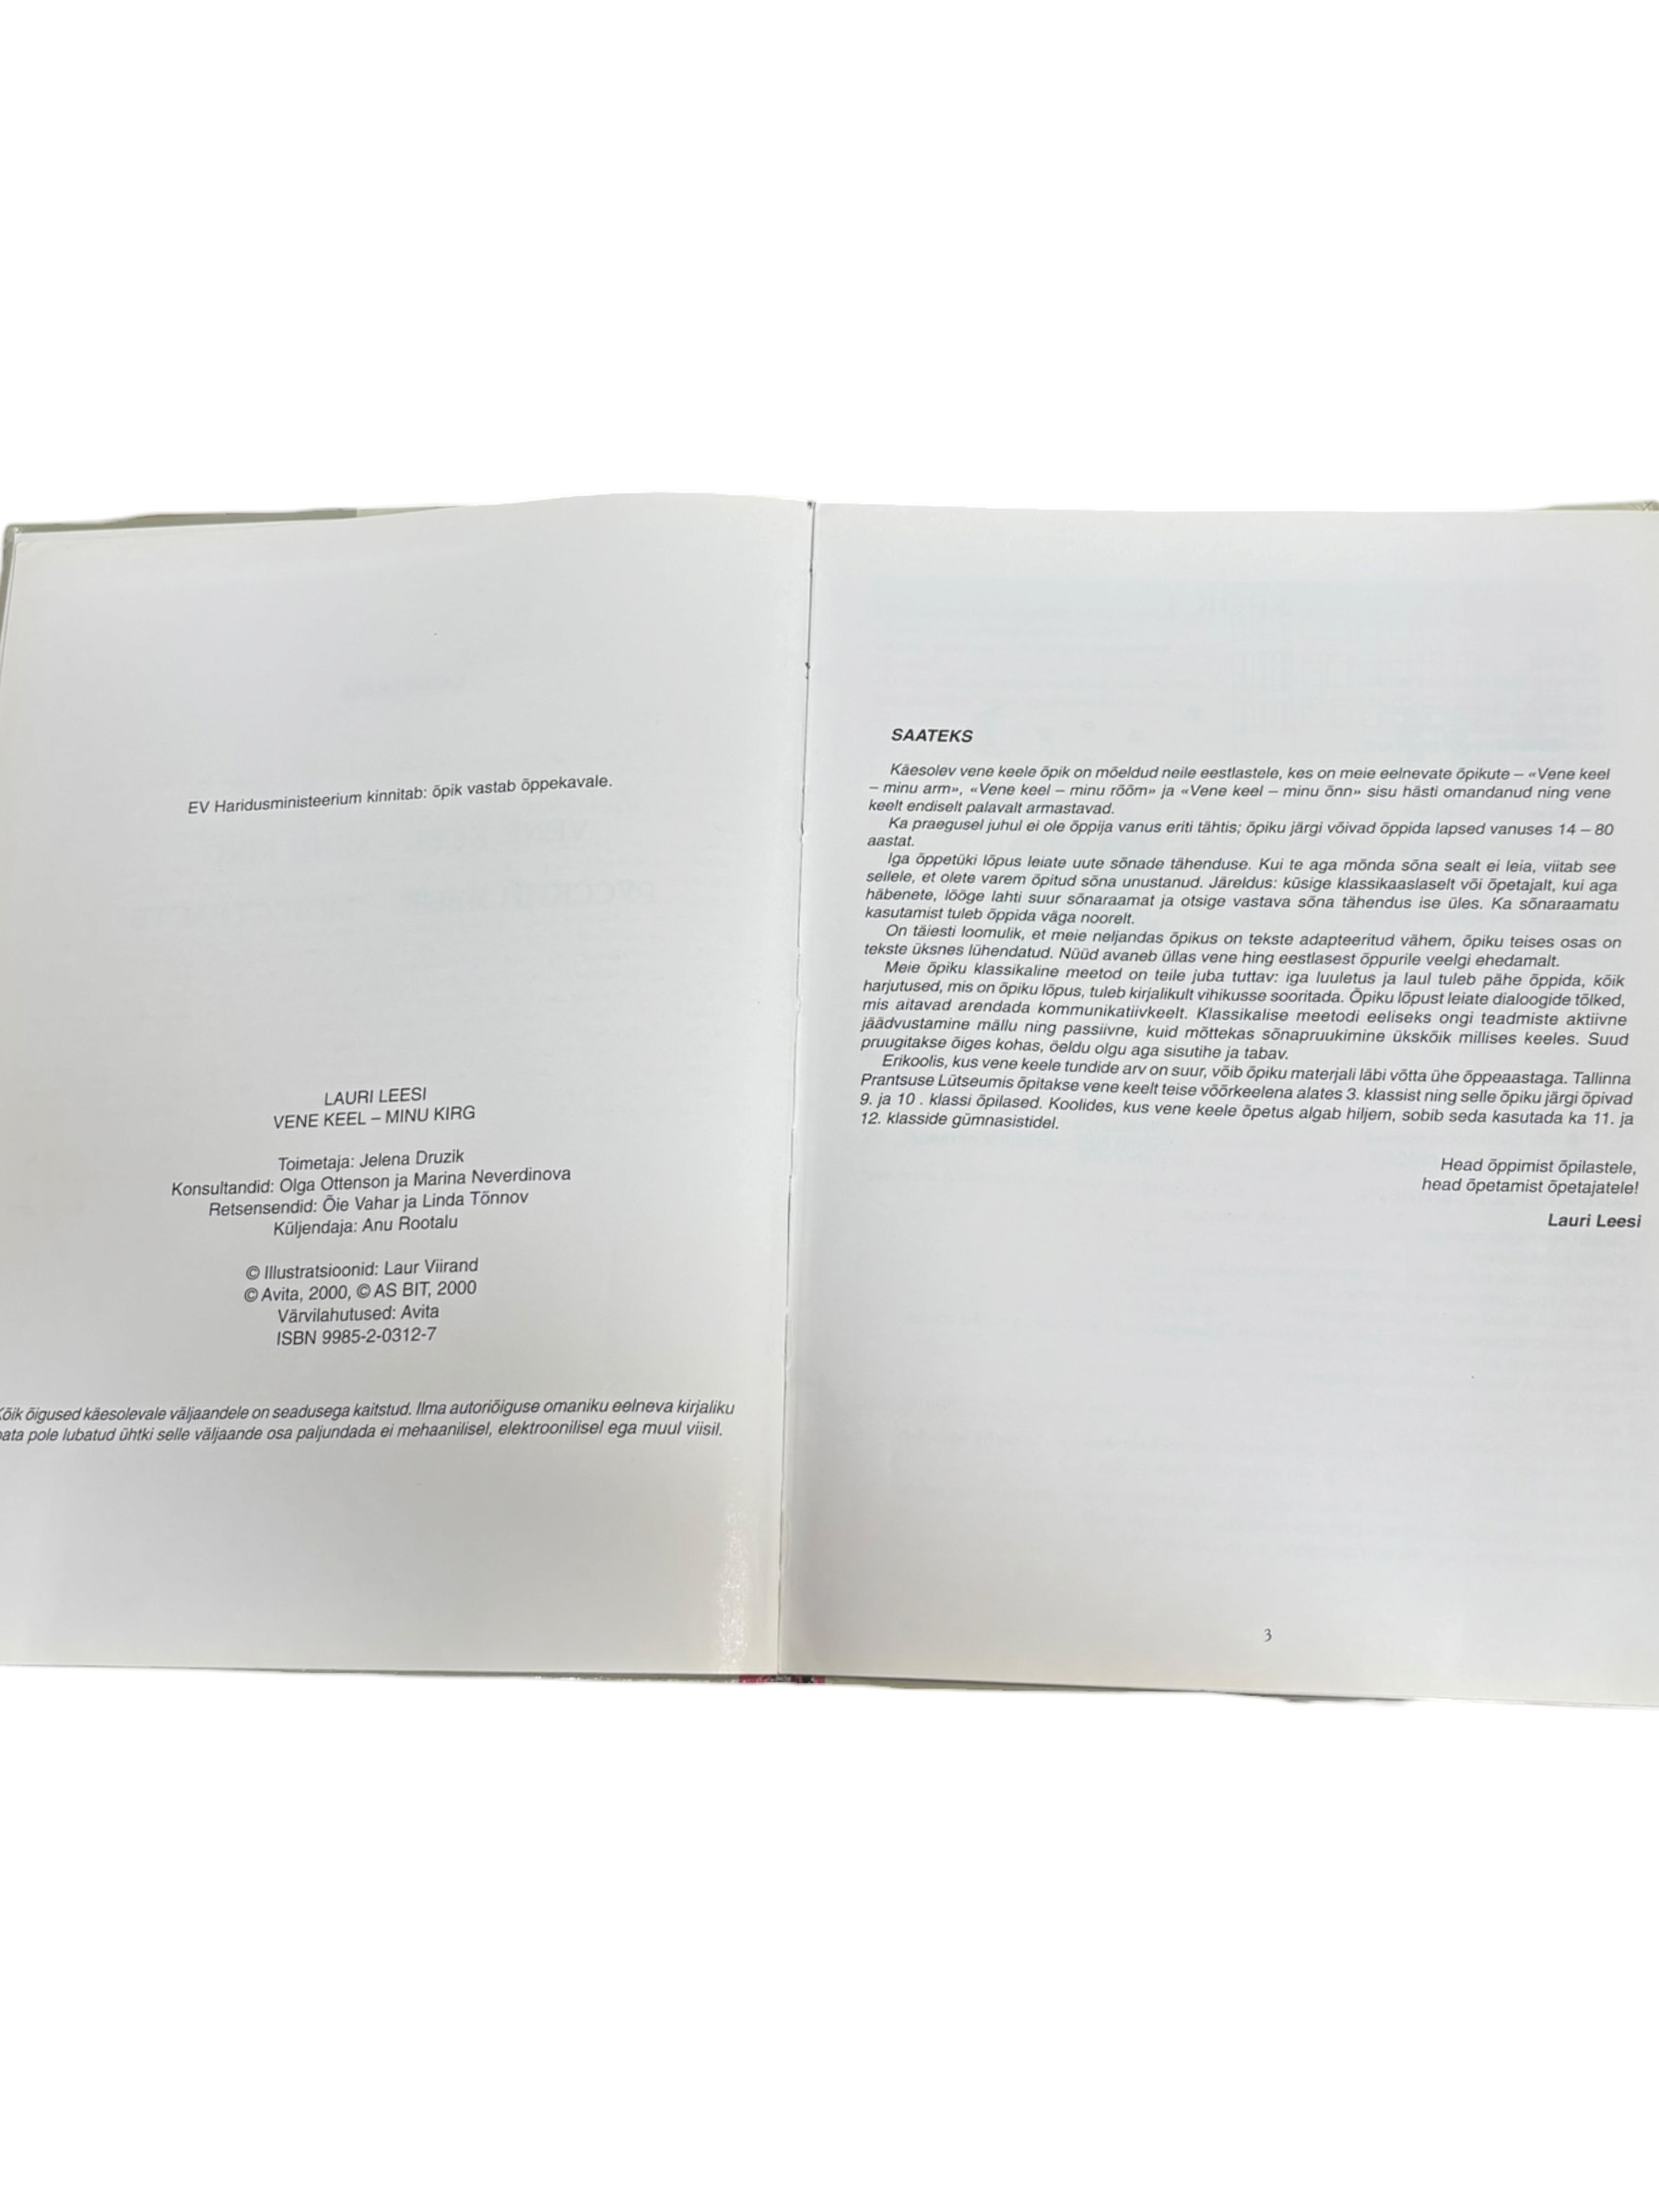 EV Haridusministeerium kinnitab: õpik vastab õppekavale.
LAURI LEESI
VENE KEEL – MINU KIRG
Toimetaja: Jelena Druzik
Konsultandid: Olga Ottenson ja Marina Neverdinova
Retsensendid: Õie Vahar ja Linda Tõnnov
Küljendaja: Anu Rootalu
© Illustratsioonid: Laur Viirand
© Avita, 2000, © AS BIT, 2000
Värvilahutused: Avita
ISBN 9985-2-0312-7
Kõik õigused käesolevale väljaandele on seadusega kaitstud. Ilma autoriõiguse omaniku eelneva kirjaliku
pole lubatud ühtki selle väljaande osa paljundada ei mehaanilisel, elektroonilisel ega muul viisil.
SAATEKS
Käesolev vene keele õpik on mõeldud neile eestlastele, kes on meie eelnevate õpikute – «Vene keel
– minu arm», «Vene keel – minu rõõm» ja «Vene keel – minu õnn» sisu hästi omandanud ning vene
keelt endiselt palavalt armastavad.
Ka praegusel juhul ei ole õppija vanus eriti tähtis; õpiku järgi võivad õppida lapsed vanuses 14 – 80
aastat.
Iga õppetüki lõpus leiate uute sõnade tähenduse. Kui te aga mõnda sõna sealt ei leia, viitab see
sellele, et olete varem õpitud sõna unustanud. Järeldus: küsige klassikaaslaselt või õpetajalt, kui aga
häbenete, lööge lahti suur sõnaraamat ja otsige vastava sõna tähendus ise üles. Ka sõnaraamatu
kasutamist tuleb õppida väga noorelt.
On täiesti loomulik, et meie neljandas õpikus on tekste adapteeritud vähem, õpiku teises osas on
tekste üksnes lühendatud. Nüüd avaneb üllas vene hing eestlasest õppurile veelgi ehedamalt.
Meie õpiku klassikaline meetod on teile juba tuttav: iga luuletus ja laul tuleb pähe õppida, kõik
harjutused, mis on õpiku lõpus, tuleb kirjalikult vihikusse sooritada. Õpiku lõpust leiate dialoogide tõlked,
mis aitavad arendada kommunikatiivkeelt. Klassikalise meetodi eeliseks ongi teadmiste aktiivne
jäädvustamine mällu ning passiivne, kuid mõttekas sõnapruukimine ükskõik millises keeles. Suud
pruugitakse õiges kohas, öeldu olgu aga sisutihe ja tabav.
Erikoolis, kus vene keele tundide arv on suur, võib õpiku materjali läbi võtta ühe õppeaastaga. Tallinna
Prantsuse Lütseumis õpitakse vene keelt teise võõrkeelena alates 3. klassist ning selle õpiku järgi õpivad
9. ja 10 . klassi õpilased. Koolides, kus vene keele õpetus algab hiljem, sobib seda kasutada ka 11. ja
12. klasside gümnasistidel.
Head õppimist õpilastele,
head õpetamist õpetajatele!
Lauri Leesi
3